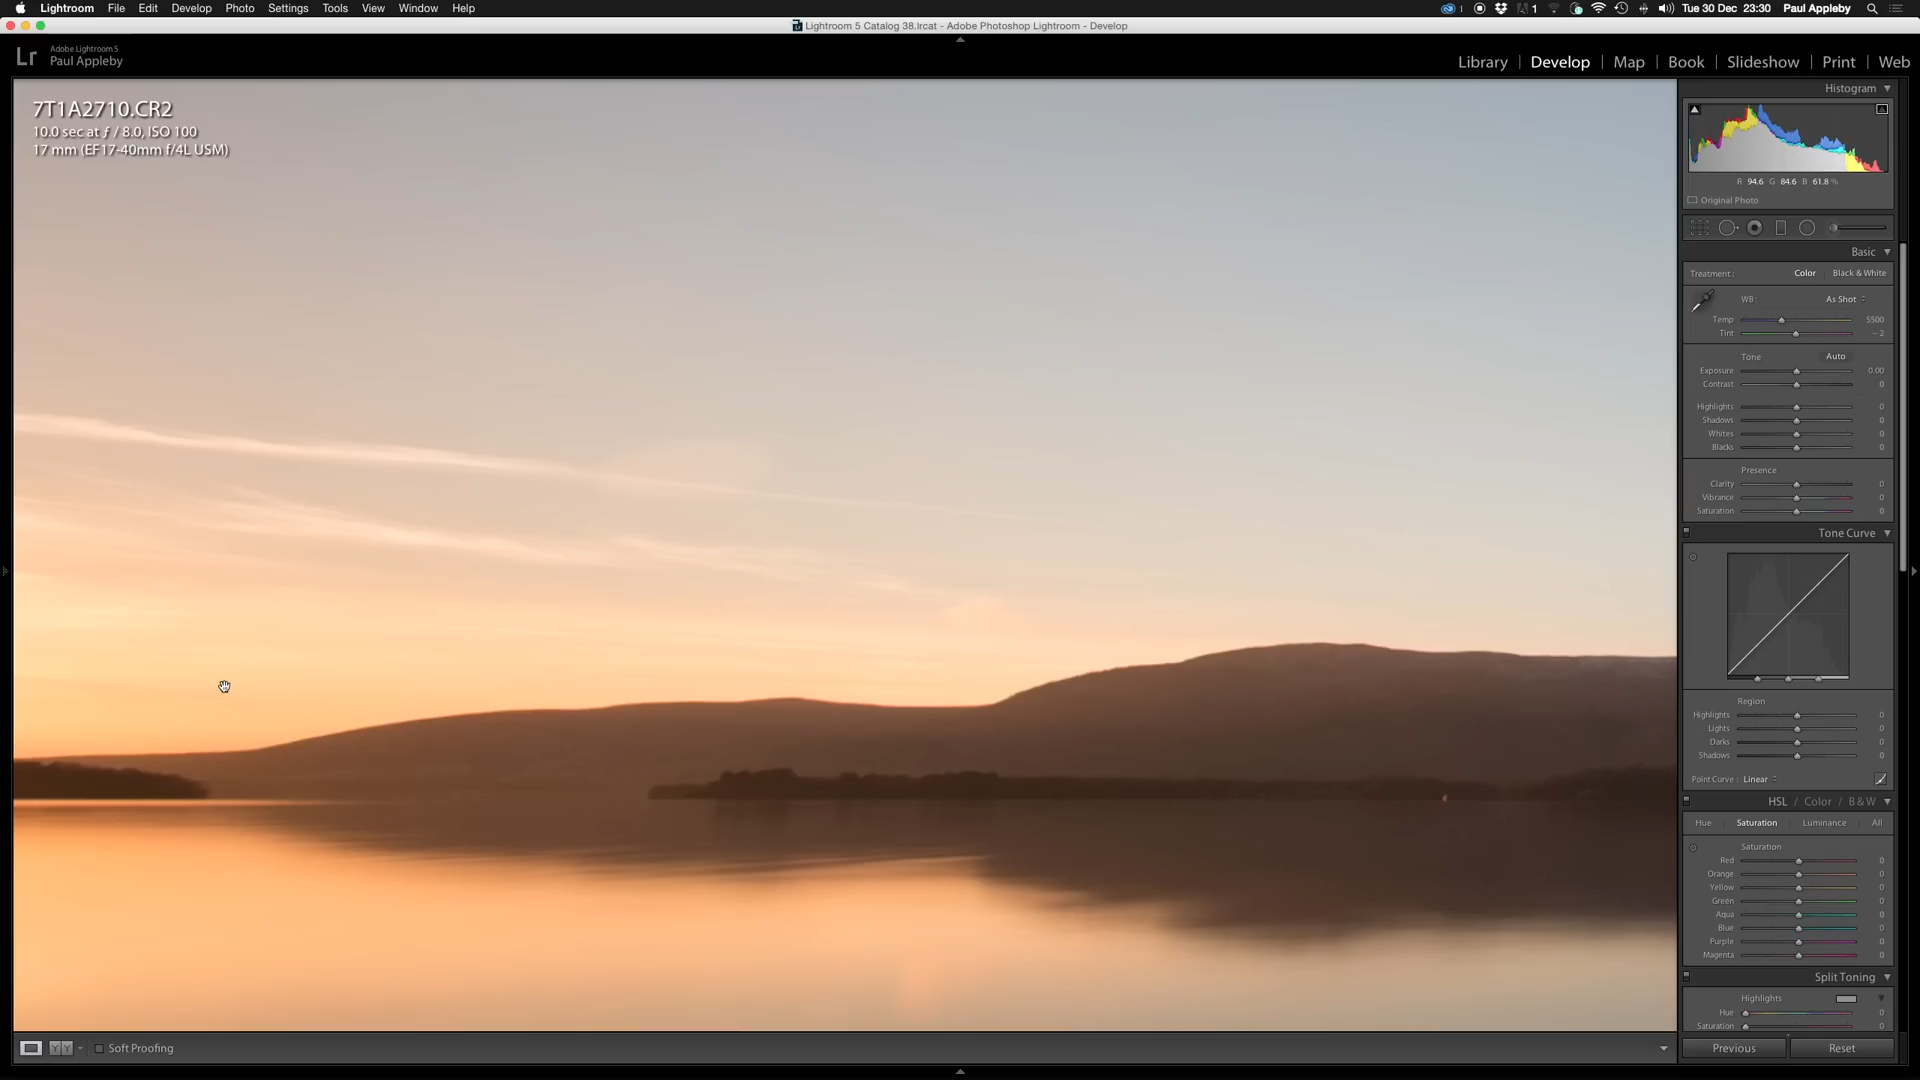 Lightroom File Edit Develop Photo Settings Tools View Window Help 1 1 Tue 30 Dec 23:30 Paul Appleby
Lightroom 5 Catalog 38.lrcat - Adobe Photoshop Lightroom - Develop
Lr Adobe Lightroom 5
Paul Appleby
Library Develop Map Book Slideshow Print Web
7T1A2710.CR2
10.0 sec at ƒ / 8.0, ISO 100
17 mm (EF17-40mm f/4L USM)
Histogram
R 94.6 G 84.6 B 61.8 %
Original Photo
Basic
Treatment : Color Black & White
WB : As Shot
Temp 5500
Tint - 2
Tone Auto
Exposure 0.00
Contrast 0
Highlights 0
Shadows 0
Whites 0
Blacks 0
Presence
Clarity 0
Vibrance 0
Saturation 0
Tone Curve
Region
Highlights 0
Lights 0
Darks 0
Shadows 0
Point Curve : Linear
HSL / Color / B & W
Hue Saturation Luminance All
Saturation
Red 0
Orange 0
Yellow 0
Green 0
Aqua 0
Blue 0
Purple 0
Magenta 0
Split Toning
Highlights
Hue 0
Saturation 0
Y Y Soft Proofing
Previous Reset